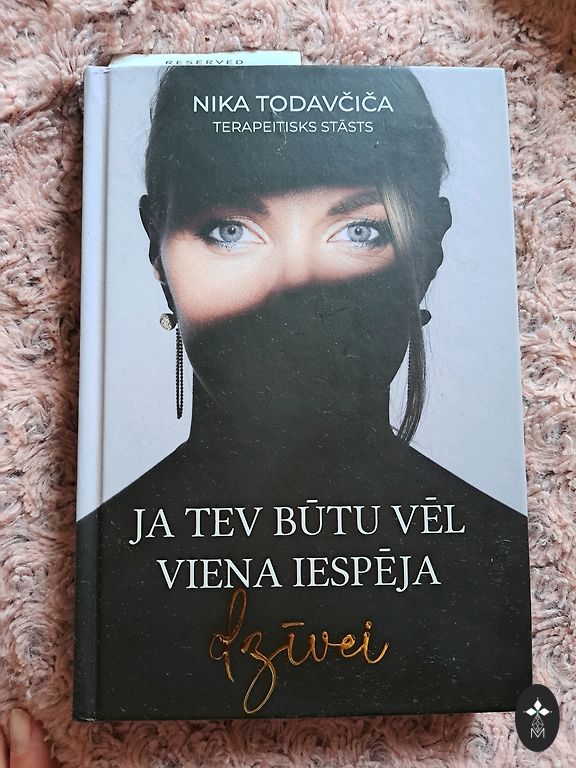 RESERVED
NIKA TODAVČIČA
TERAPEITISKS STĀSTS
JA TEV BŪTU VĒL
VIENA IESPĒJA
dzīvei